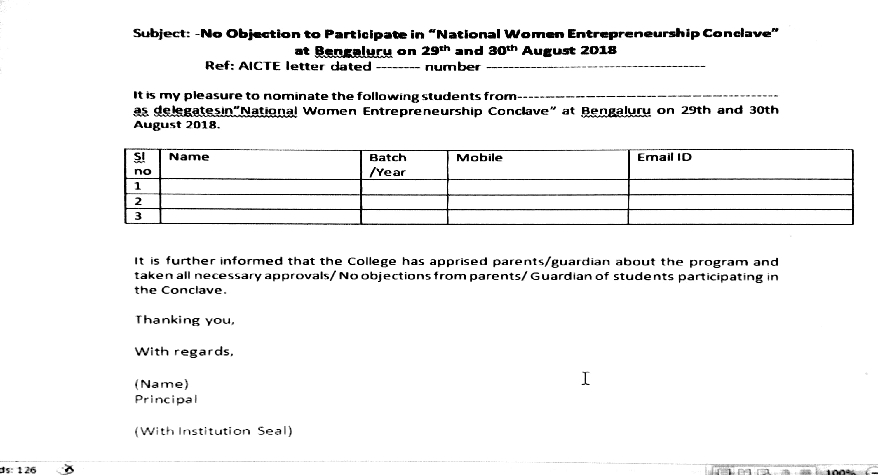 Subject: -No Objection to Participate in “National Women Entrepreneurship Conclave”
at Bengaluru on 29th and 30th August 2018
Ref: AICTE letter dated -------- number ----------------------------------------
It is my pleasure to nominate the following students from------------------------------------------------
as delegatesin“National Women Entrepreneurship Conclave” at Bengaluru on 29th and 30th
August 2018.
Sl no Name Batch /Year Mobile Email ID
1
2
3
It is further informed that the College has apprised parents/guardian about the program and
taken all necessary approvals/ No objections from parents/ Guardian of students participating in
the Conclave.
Thanking you,
With regards,
(Name)
Principal
(With Institution Seal)
ds: 126
100%